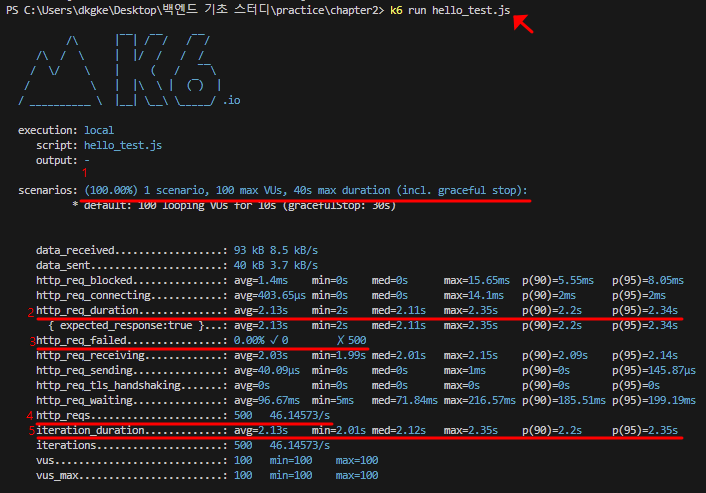 PS C:\Users\dkgke\Desktop\백엔드 기초 스터디\practice\chapter2> k6 run hello_test.js
.io
execution: local
script: hello_test.js
output: -
1
scenarios: (100.00%) 1 scenario, 100 max VUs, 40s max duration (incl. graceful stop):
* default: 100 looping VUs for 10s (gracefulStop: 30s)
data_received..................: 93 kB 8.5 kB/s
data_sent......................: 40 kB 3.7 kB/s
http_req_blocked...............: avg=1.4ms min=0s med=0s max=15.65ms p(90)=5.55ms p(95)=8.05ms
http_req_connecting............: avg=403.65µs min=0s med=0s max=14.1ms p(90)=2ms p(95)=2ms
2 http_req_duration..............: avg=2.13s min=2s med=2.11s max=2.35s p(90)=2.2s p(95)=2.34s
{ expected_response:true }...: avg=2.13s min=2s med=2.11s max=2.35s p(90)=2.2s p(95)=2.34s
3 http_req_failed................: 0.00% ✓ 0 ✗ 500
http_req_receiving.............: avg=2.03s min=1.99s med=2.01s max=2.15s p(90)=2.09s p(95)=2.14s
http_req_sending...............: avg=40.09µs min=0s med=0s max=1ms p(90)=0s p(95)=145.87µs
http_req_tls_handshaking.......: avg=0s min=0s med=0s max=0s p(90)=0s p(95)=0s
http_req_waiting...............: avg=96.67ms min=5ms med=71.84ms max=216.57ms p(90)=185.51ms p(95)=199.19ms
4 http_reqs......................: 500 46.14573/s
5 iteration_duration.............: avg=2.13s min=2.01s med=2.12s max=2.35s p(90)=2.2s p(95)=2.35s
iterations.....................: 500 46.14573/s
vus............................: 100 min=100 max=100
vus_max........................: 100 min=100 max=100